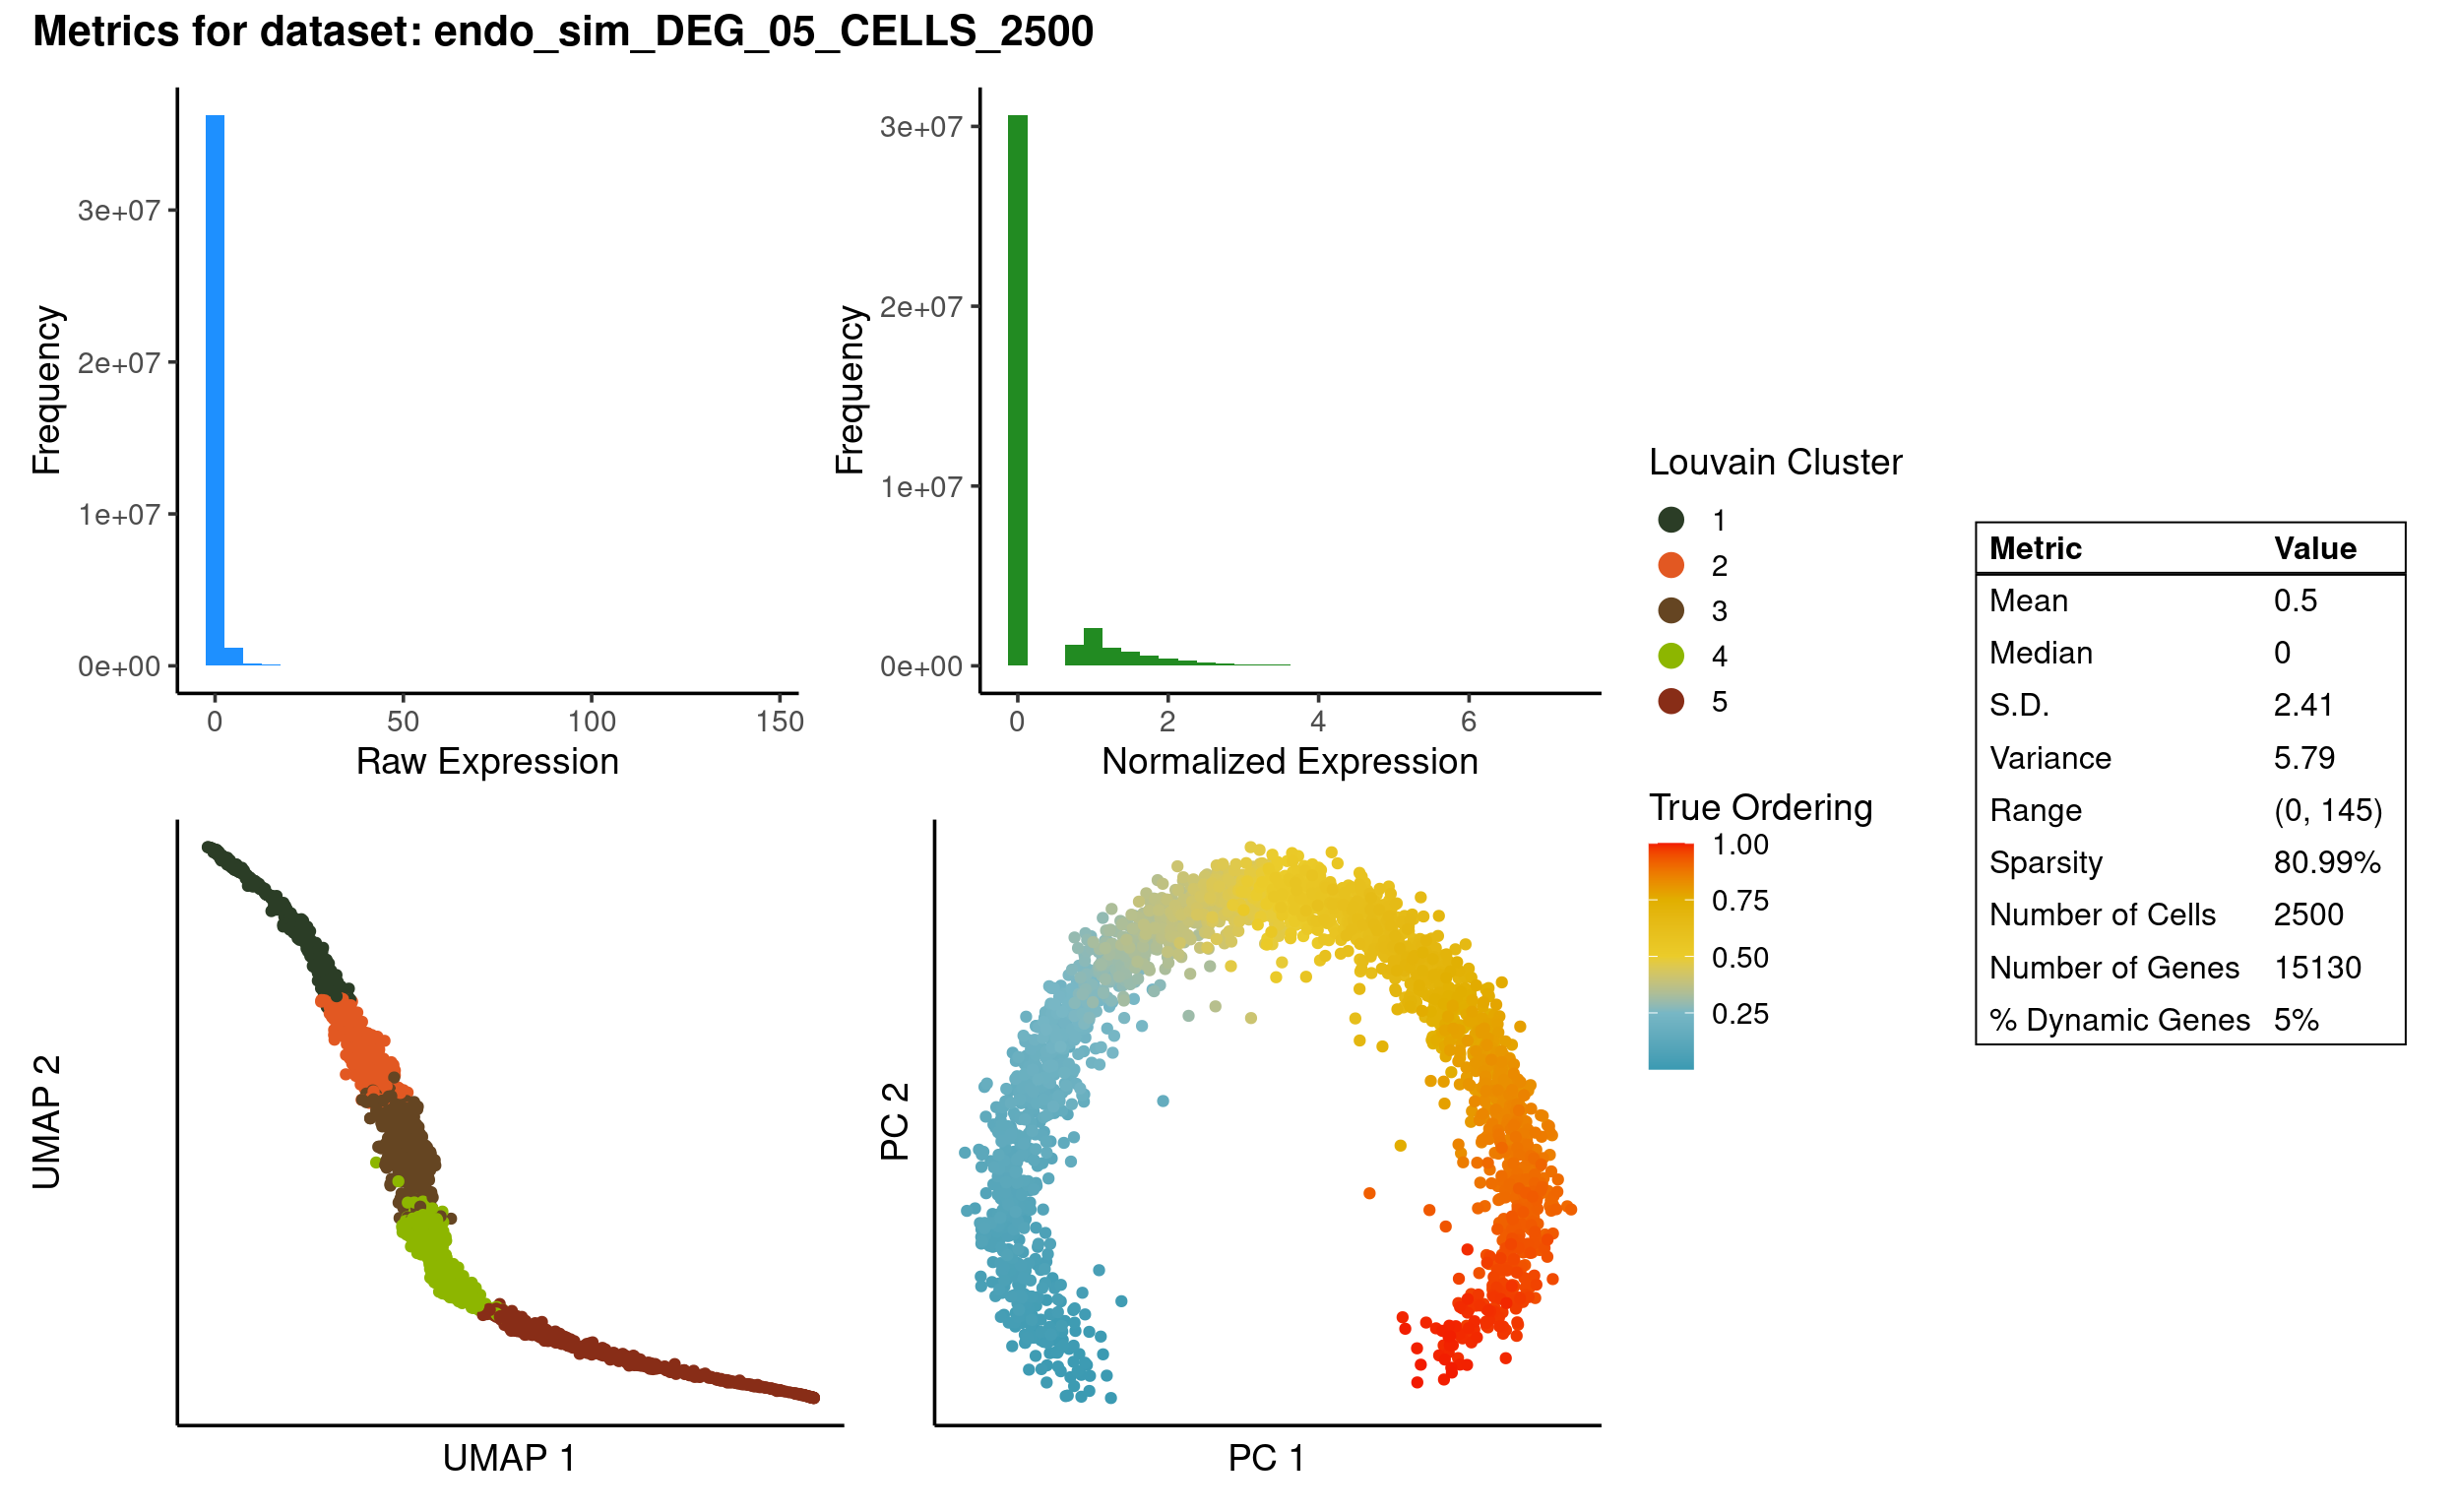 Metrics for dataset: endo_sim_DEG_05_CELLS_2500
Frequency
3e+07
2e+07
1e+07
0e+00
0 50 100 150
Raw Expression
Frequency
3e+07
2e+07
1e+07
0e+00
0 2 4 6
Normalized Expression
UMAP 2
UMAP 1
PC 2
PC 1
Louvain Cluster
1
2
3
4
5
True Ordering
1.00
0.75
0.50
0.25
Metric Value
Mean 0.5
Median 0
S.D. 2.41
Variance 5.79
Range (0, 145)
Sparsity 80.99%
Number of Cells 2500
Number of Genes 15130
% Dynamic Genes 5%